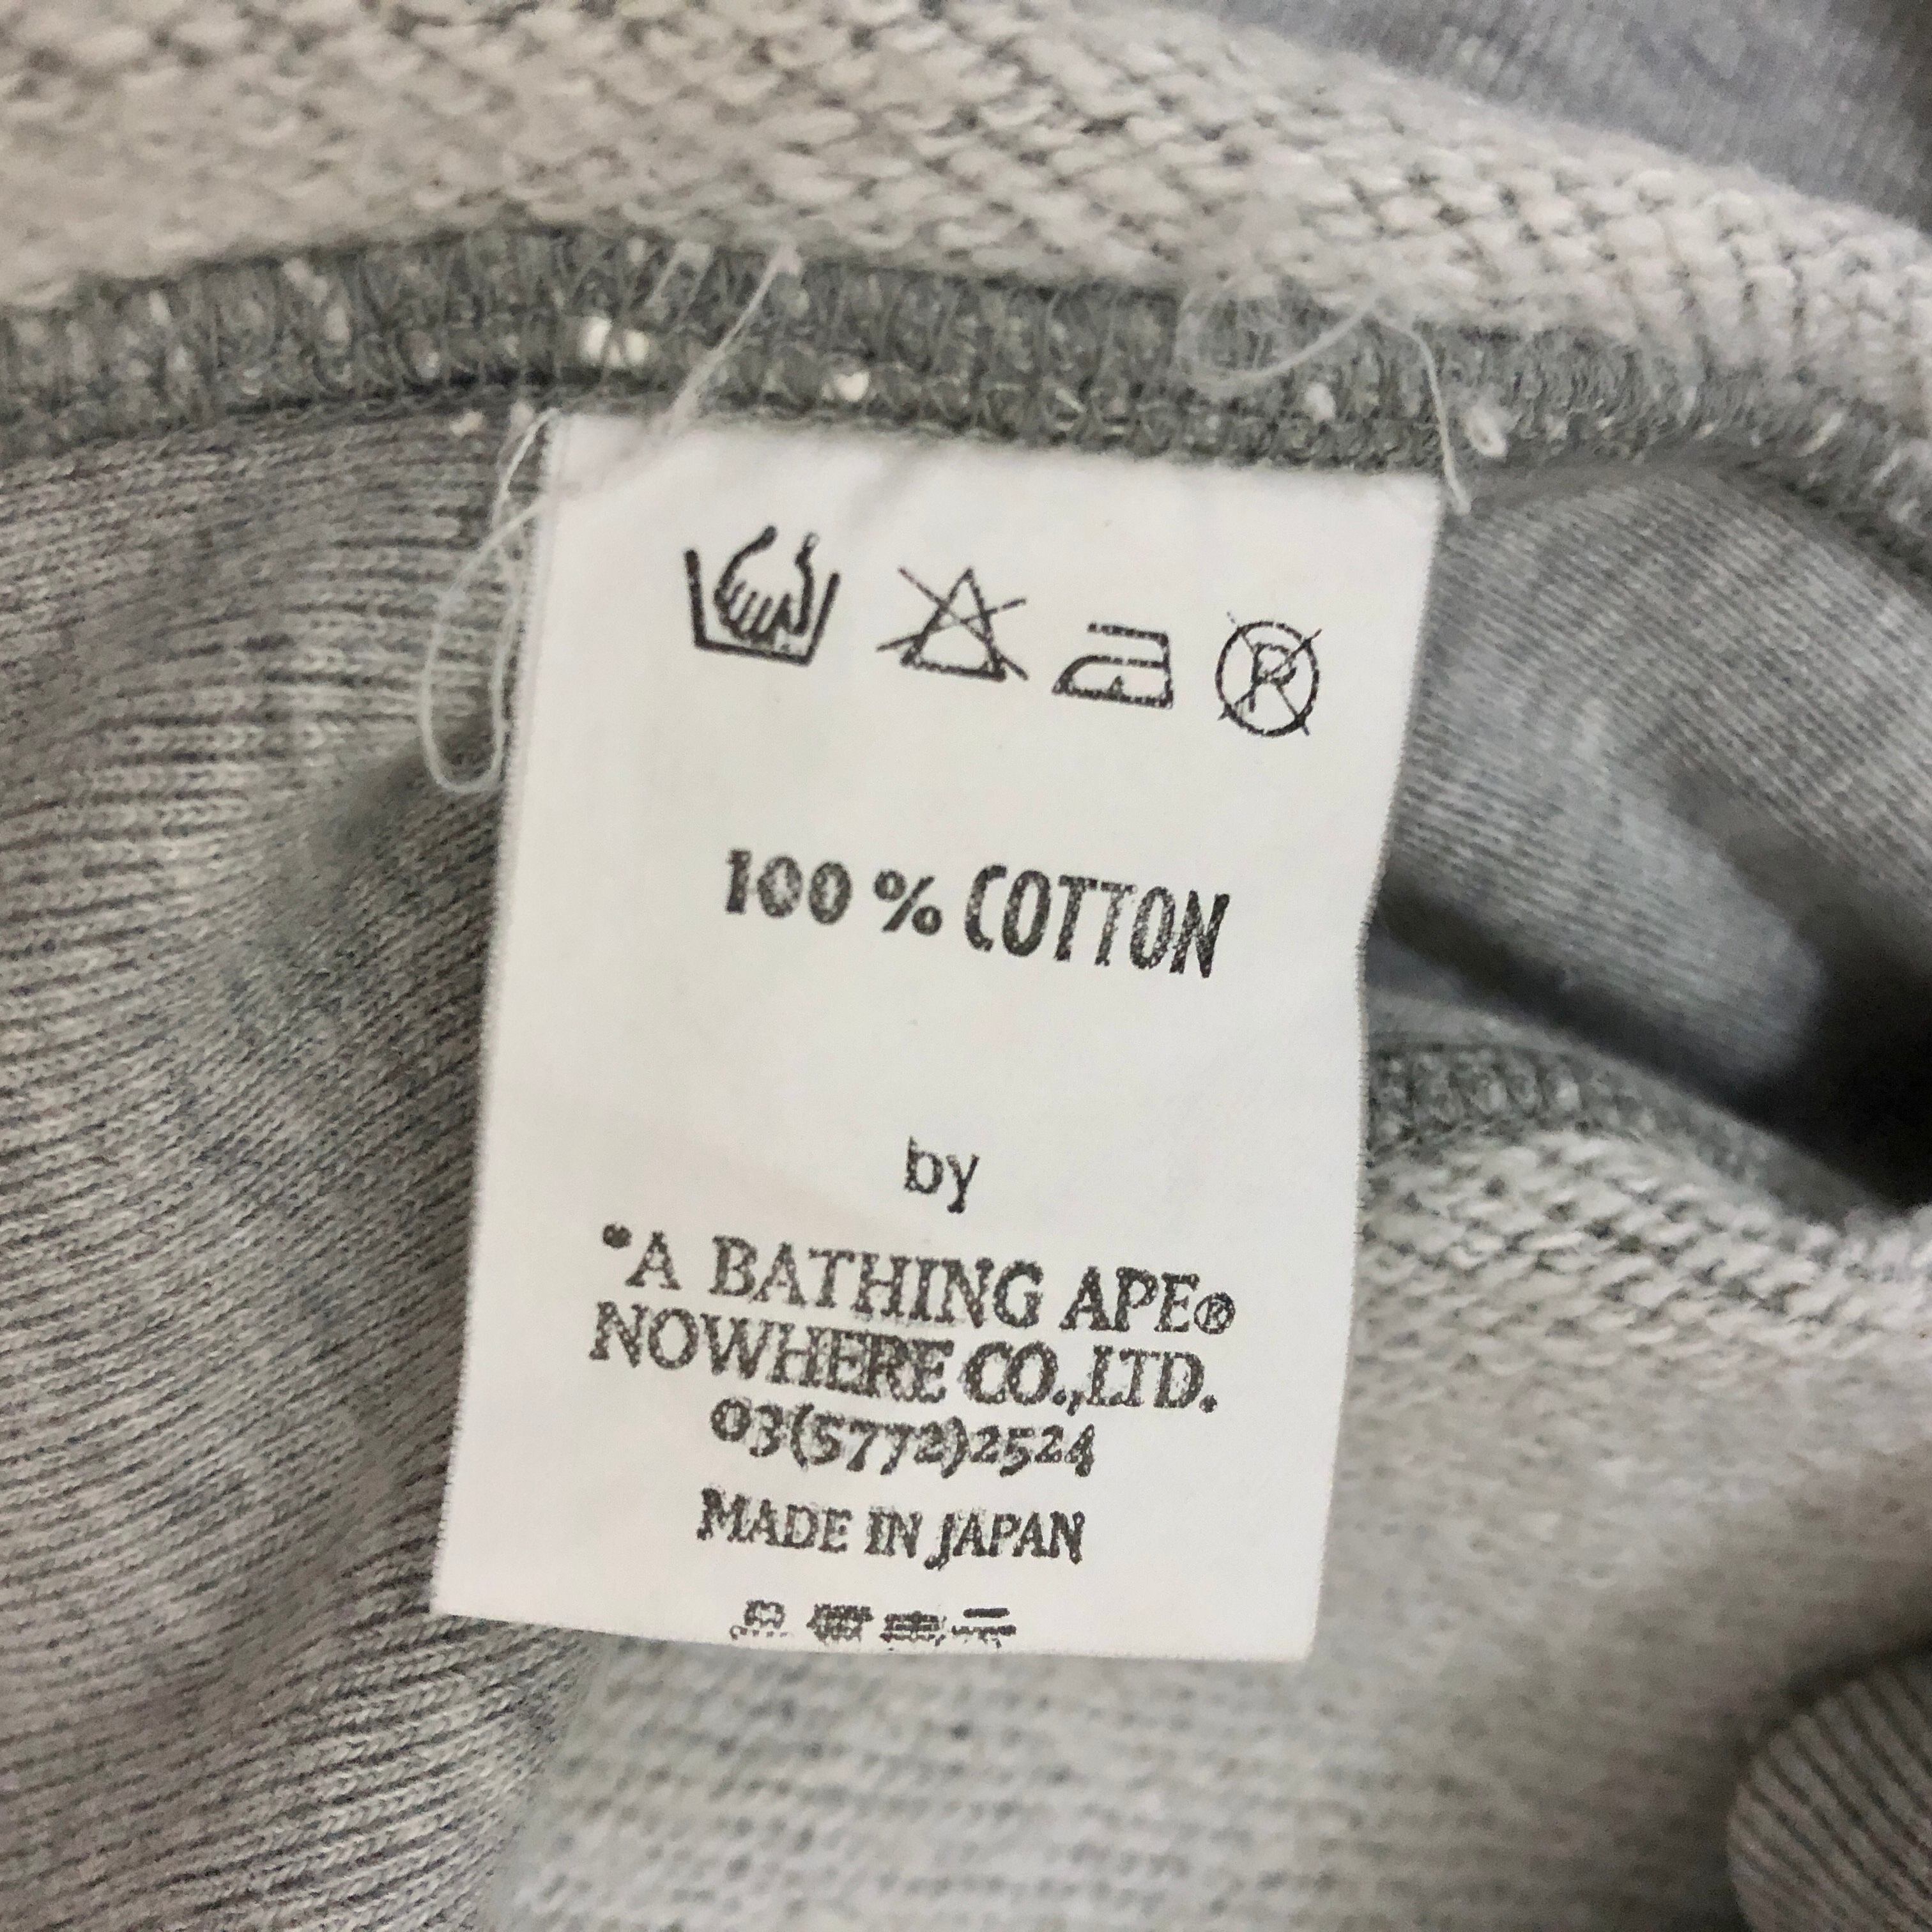 P
100 % COTTON
by
*A BATHING APE®
NOWHERE CO.,LTD.
03(5772)2524
MADE IN JAPAN